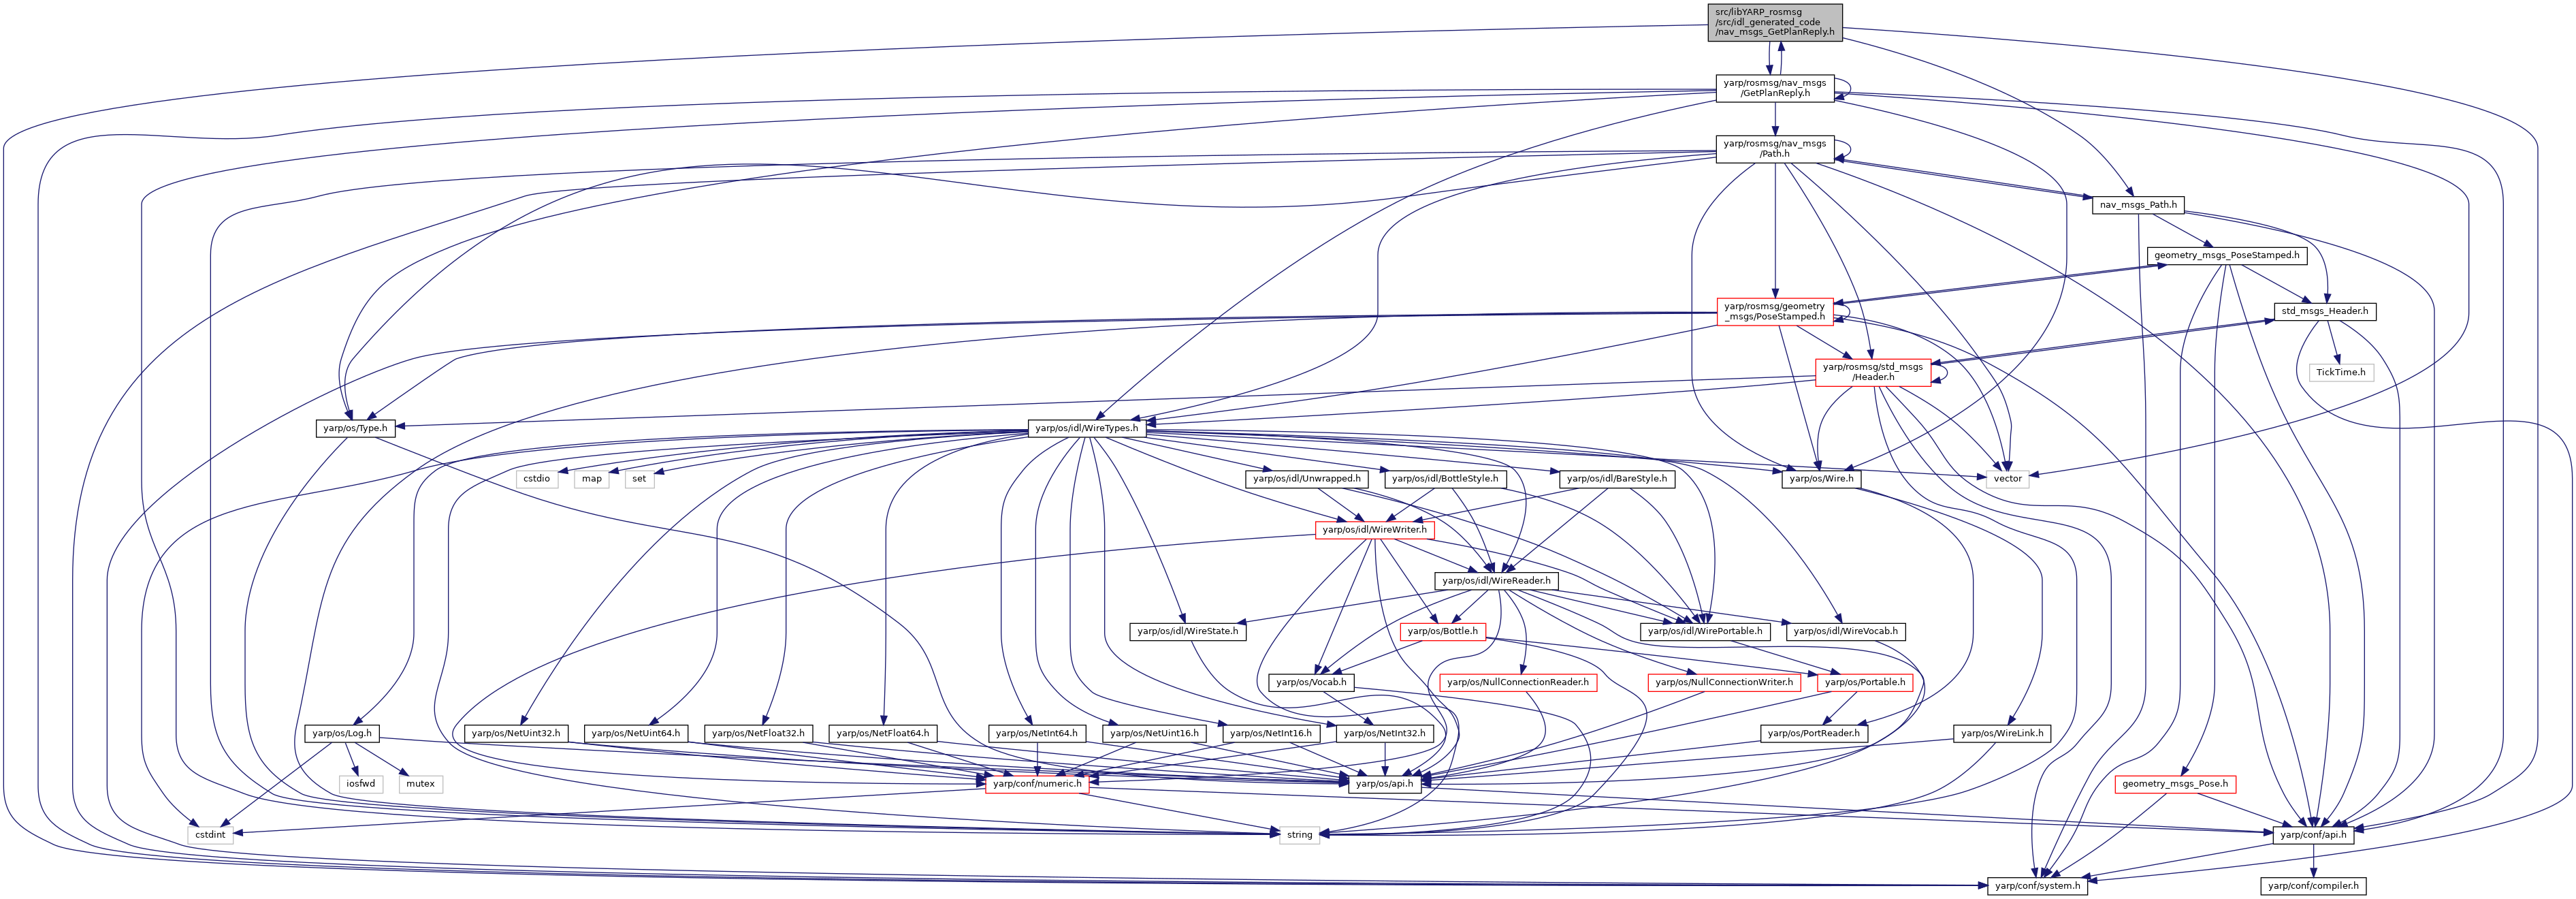 src/libYARP_rosmsg
/src/idl_generated_code
/nav_msgs_GetPlanReply.h
yarp/rosmsg/nav_msgs
/GetPlanReply.h
yarp/rosmsg/nav_msgs
/Path.h
nav_msgs_Path.h
geometry_msgs_PoseStamped.h
yarp/rosmsg/geometry
_msgs/PoseStamped.h
std_msgs_Header.h
yarp/rosmsg/std_msgs
/Header.h
TickTime.h
yarp/os/Type.h
yarp/os/idl/WireTypes.h
cstdio
map
set
yarp/os/idl/Unwrapped.h
yarp/os/idl/BottleStyle.h
yarp/os/idl/BareStyle.h
yarp/os/Wire.h
vector
yarp/os/idl/WireWriter.h
yarp/os/idl/WireReader.h
yarp/os/idl/WireState.h
yarp/os/Bottle.h
yarp/os/idl/WirePortable.h
yarp/os/idl/WireVocab.h
yarp/os/Vocab.h
yarp/os/NullConnectionReader.h
yarp/os/NullConnectionWriter.h
yarp/os/Portable.h
yarp/os/Log.h
yarp/os/NetUint32.h
yarp/os/NetUint64.h
yarp/os/NetFloat32.h
yarp/os/NetFloat64.h
yarp/os/NetInt64.h
yarp/os/NetUint16.h
yarp/os/NetInt16.h
yarp/os/NetInt32.h
yarp/os/PortReader.h
yarp/os/WireLink.h
iosfwd
mutex
yarp/conf/numeric.h
yarp/os/api.h
geometry_msgs_Pose.h
cstdint
string
yarp/conf/api.h
yarp/conf/system.h
yarp/conf/compiler.h